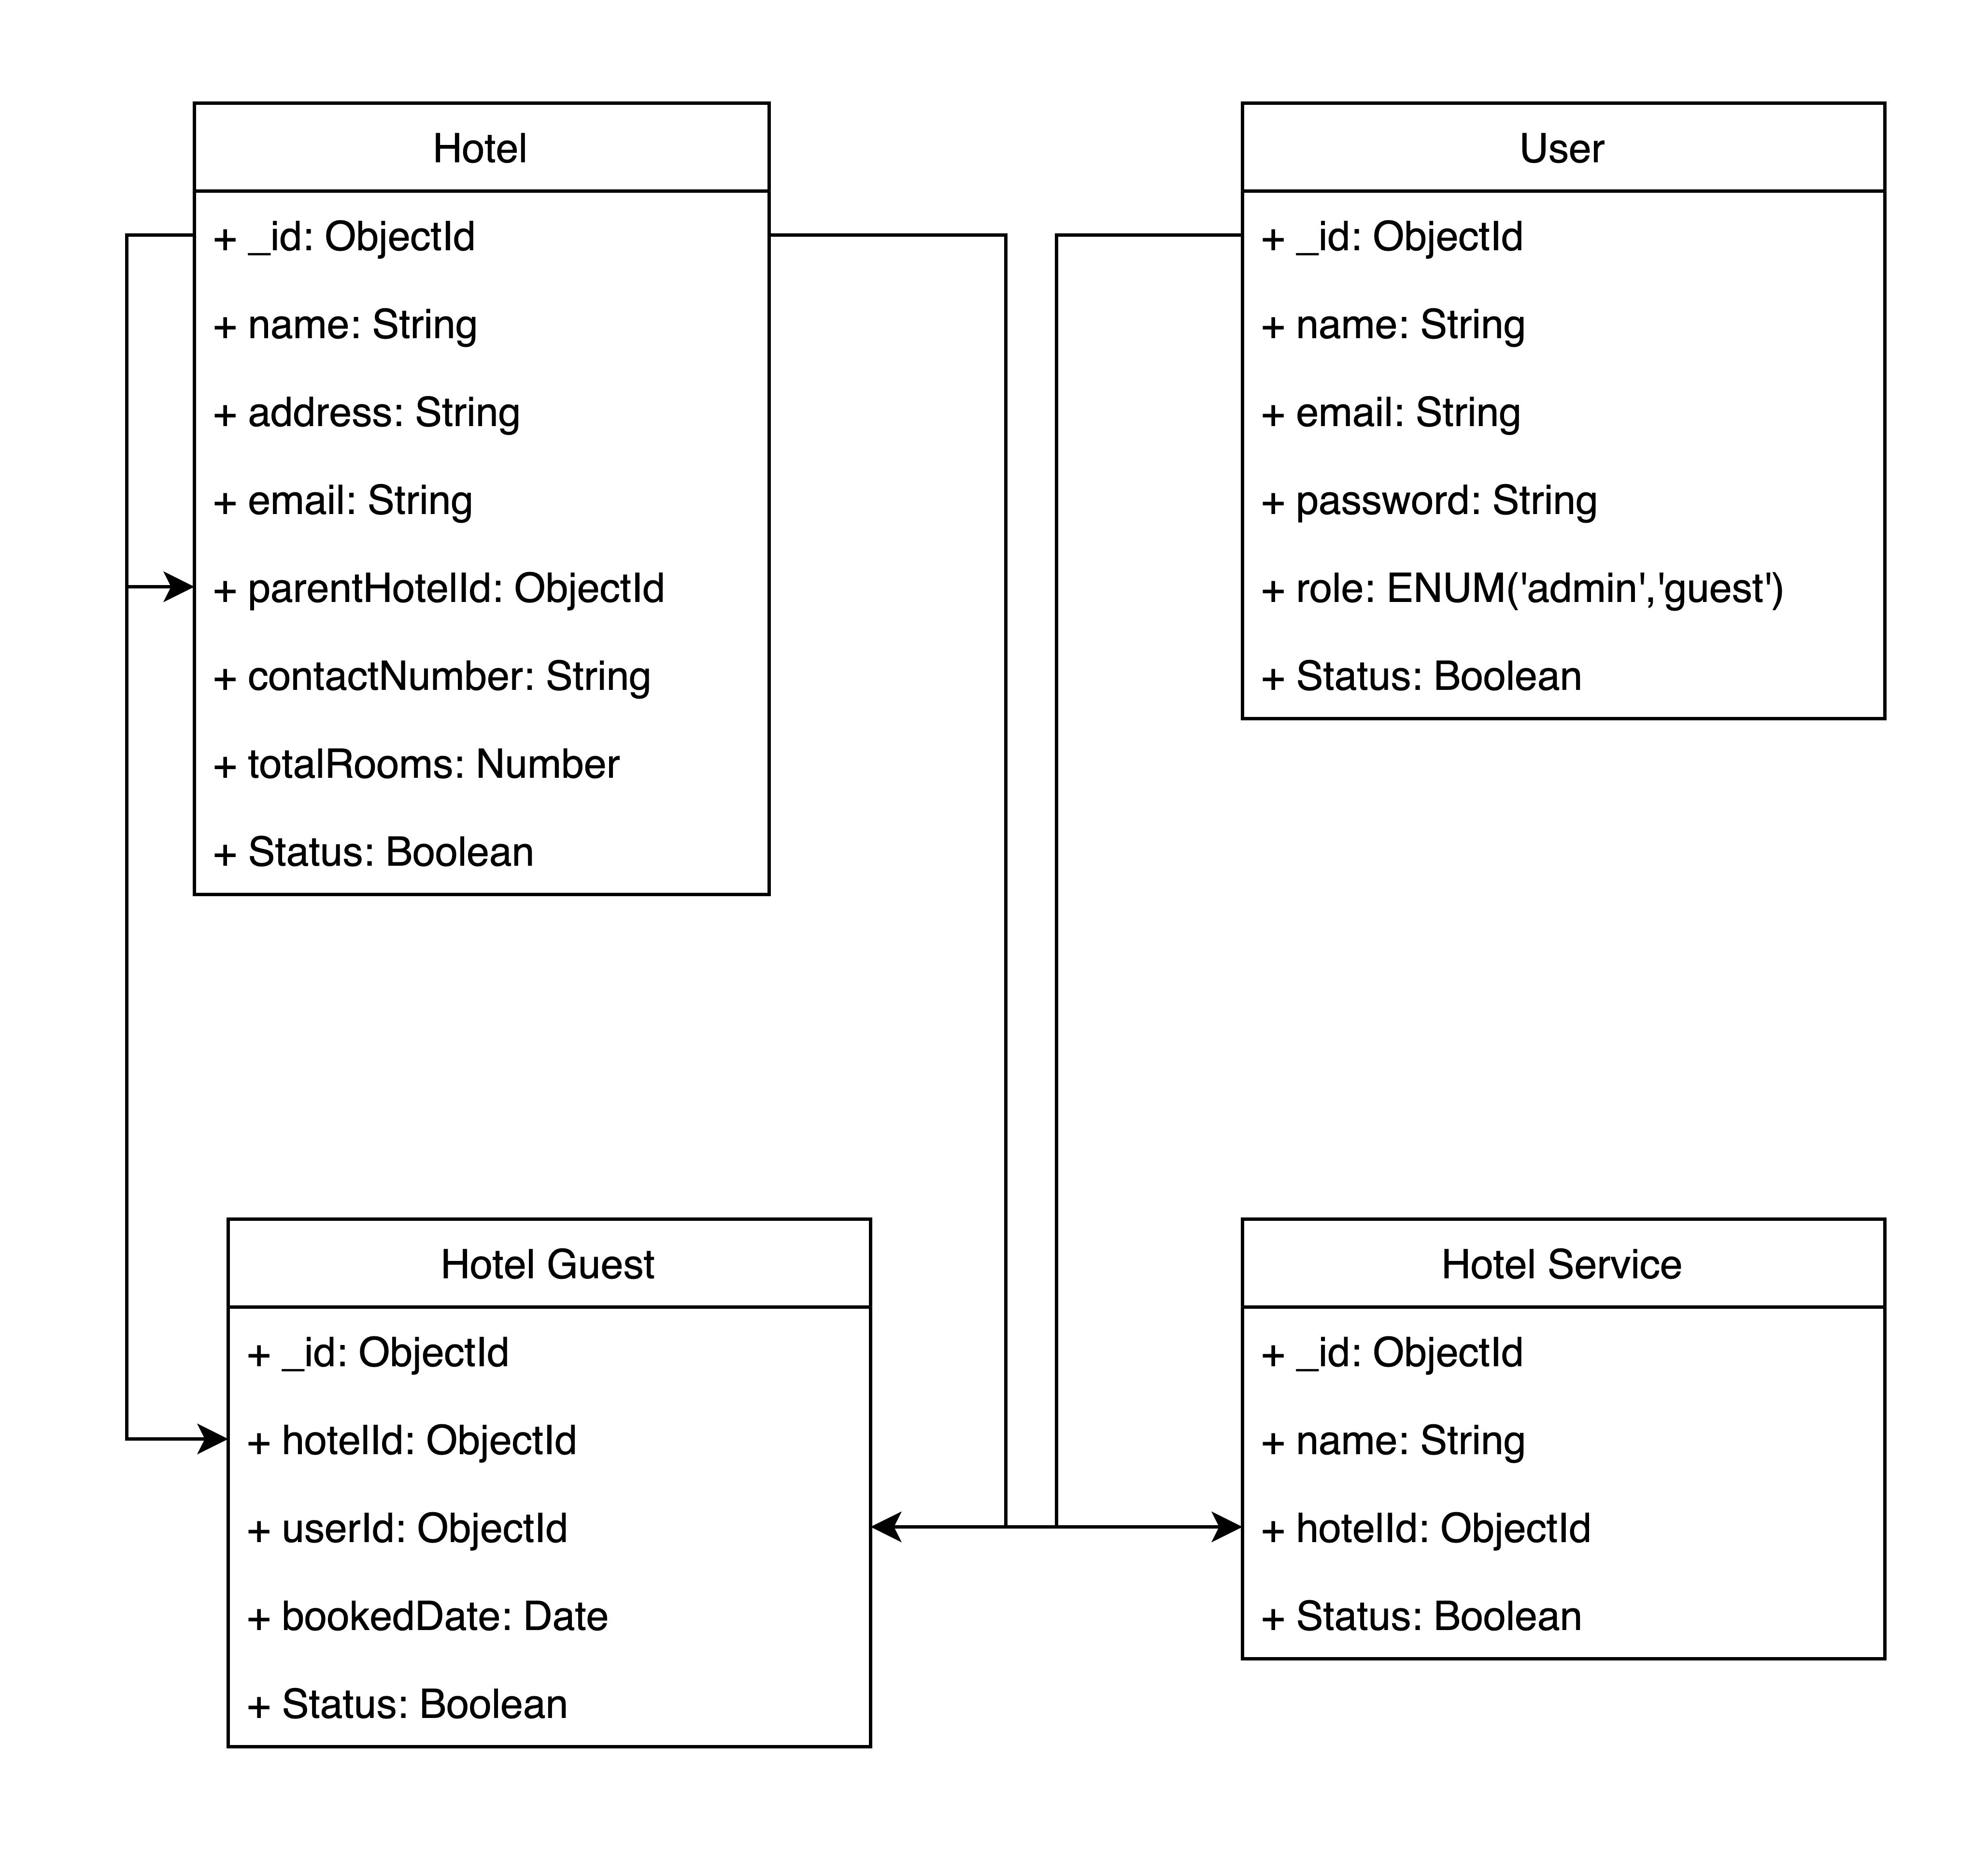 Hotel
+ _id: ObjectId
+ name: String
+ address: String
+ email: String
+ parentHotelId: ObjectId
+ contactNumber: String
+ totalRooms: Number
+ Status: Boolean
User
+ _id: ObjectId
+ name: String
+ email: String
+ password: String
+ role: ENUM('admin','guest')
+ Status: Boolean
Hotel Guest
+ _id: ObjectId
+ hotelId: ObjectId
+ userId: ObjectId
+ bookedDate: Date
+ Status: Boolean
Hotel Service
+ _id: ObjectId
+ name: String
+ hotelId: ObjectId
+ Status: Boolean